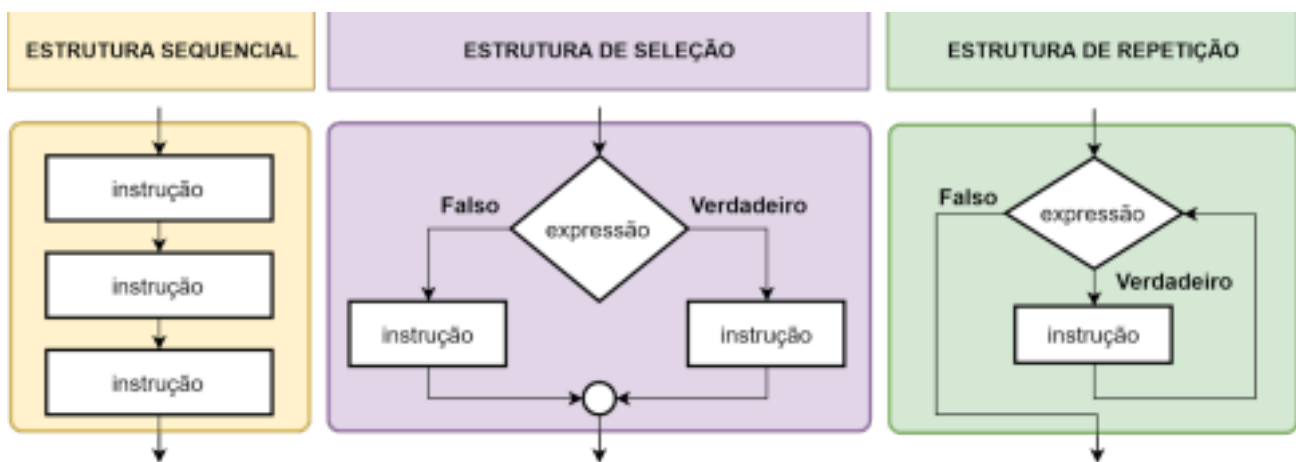 ESTRUTURA SEQUENCIAL
instrução
instrução
instrução
ESTRUTURA DE SELEÇÃO
expressão
Falso
Verdadeiro
instrução
instrução
ESTRUTURA DE REPETIÇÃO
expressão
Falso
Verdadeiro
instrução